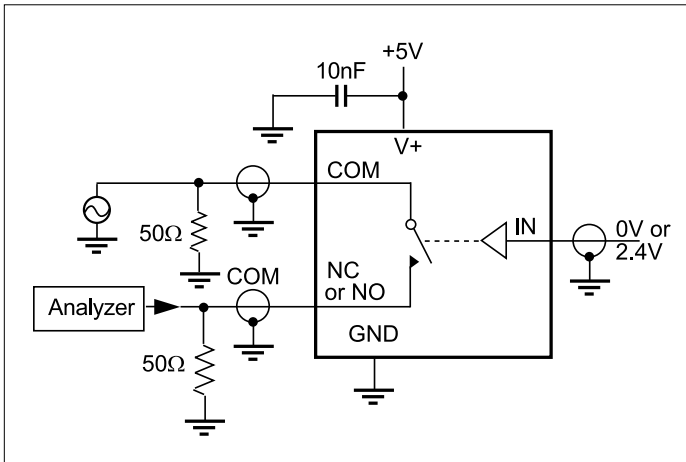 +5V
10nF
V+
COM
IN
0V or
2.4V
50Ω
COM
NC
or NO
Analyzer
GND
50Ω